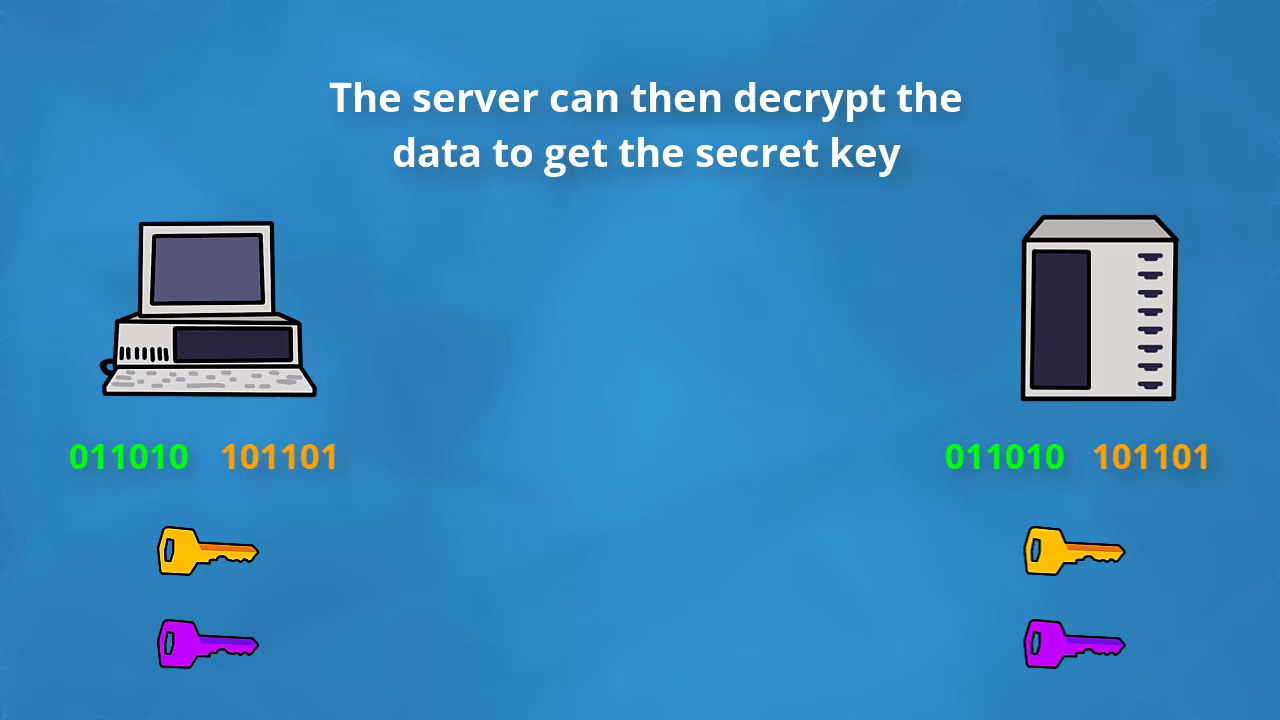 The server can then decrypt the
data to get the secret key
011010 101101 011010 101101